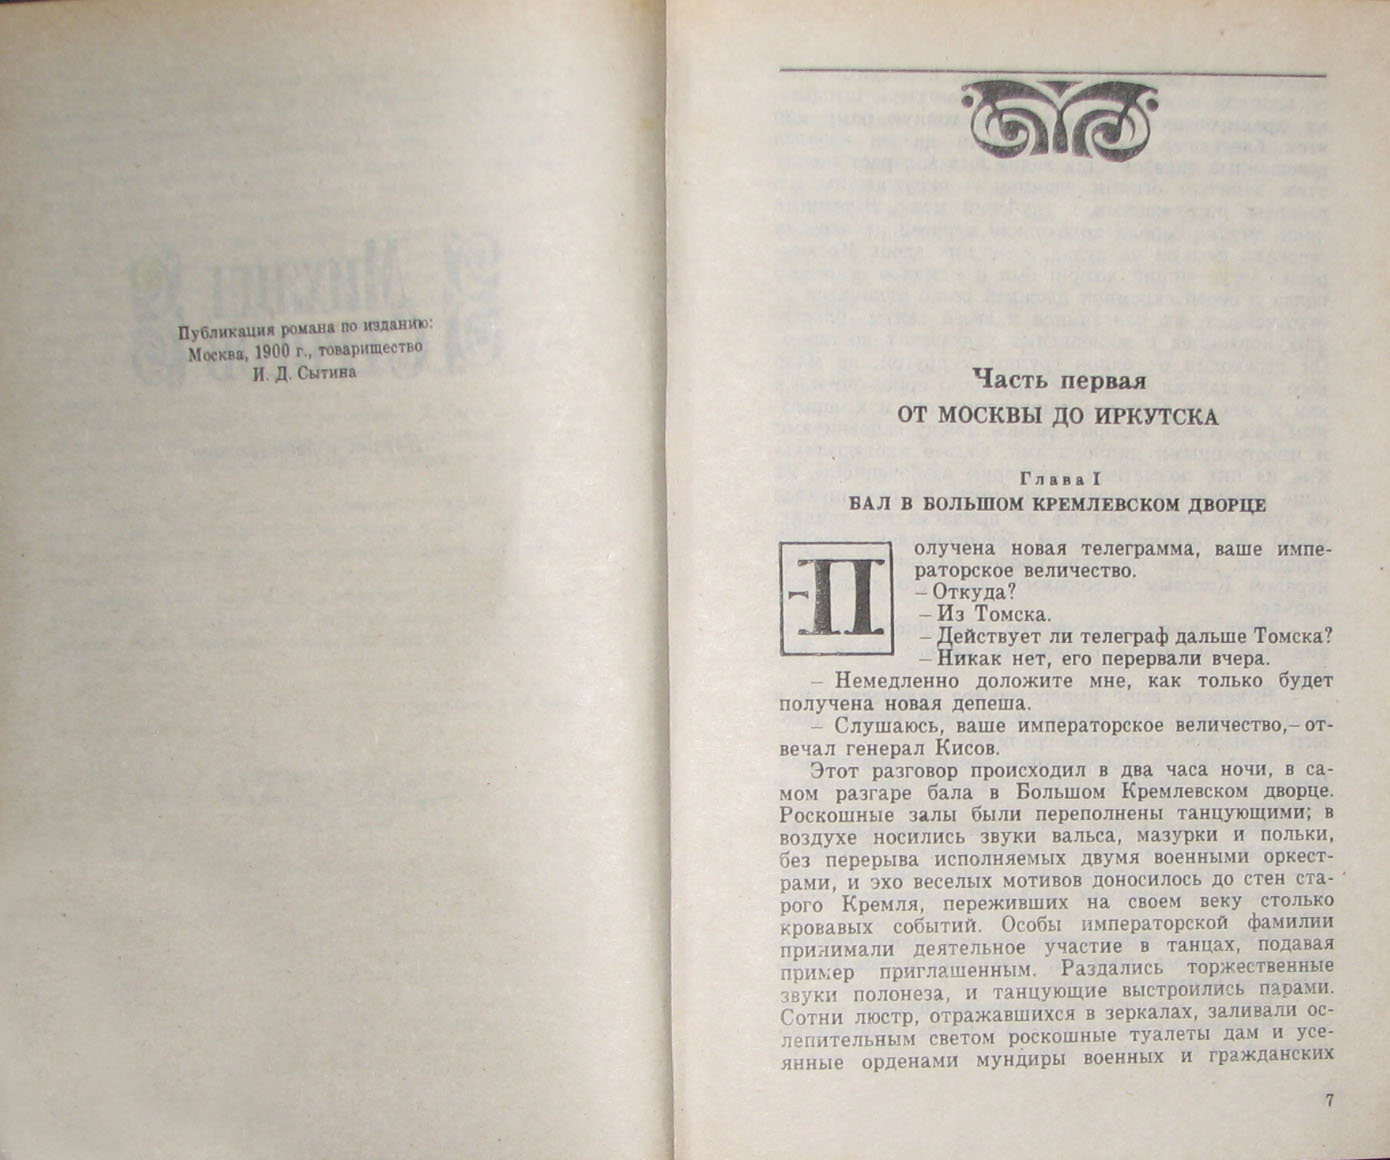 Публикация романа по изданию:
Москва, 1900 г., товарищество
И. Д. Сытина
Часть первая
ОТ МОСКВЫ ДО ИРКУТСКА
Глава I
БАЛ В БОЛЬШОМ КРЕМЛЕВСКОМ ДВОРЦЕ
– Получена новая телеграмма, ваше импе-
раторское величество.
– Откуда?
– Из Томска.
– Действует ли телеграф дальше Томска?
– Никак нет, его перервали вчера.
– Немедленно доложите мне, как только будет
получена новая депеша.
– Слушаюсь, ваше императорское величество,– от-
вечал генерал Кисов.
Этот разговор происходил в два часа ночи, в са-
мом разгаре бала в Большом Кремлевском дворце.
Роскошные залы были переполнены танцующими; в
воздухе носились звуки вальса, мазурки и польки,
без перерыва исполняемых двумя военными оркест-
рами, и эхо веселых мотивов доносилось до стен ста-
рого Кремля, переживших на своем веку столько
кровавых событий. Особы императорской фамилии
принимали деятельное участие в танцах, подавая
пример приглашенным. Раздались торжественные
звуки полонеза, и танцующие выстроились парами.
Сотни люстр, отражавшихся в зеркалах, заливали ос-
лепительным светом роскошные туалеты дам и усе-
янные орденами мундиры военных и гражданских
7